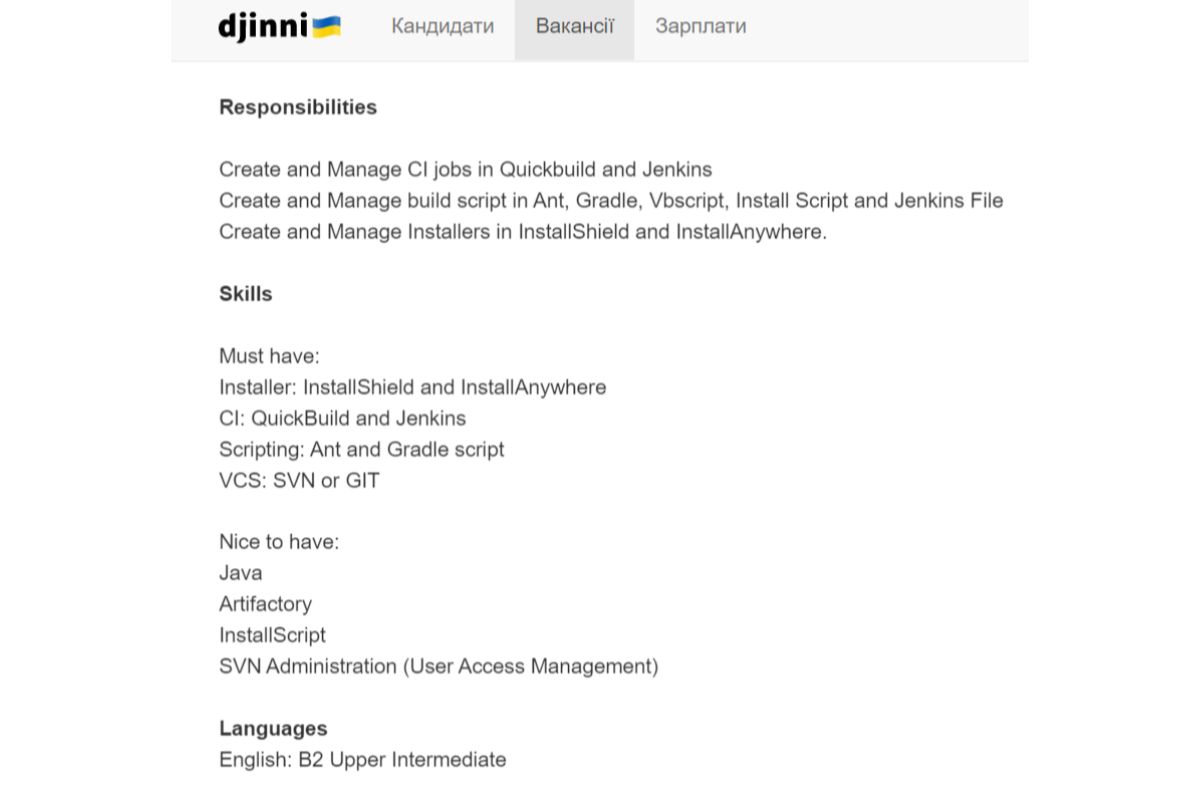 djinni
Кандидати
Вакансії
Зарплати
Responsibilities
Create and Manage CI jobs in Quickbuild and Jenkins
Create and Manage build script in Ant, Gradle, Vbscript, Install Script and Jenkins File
Create and Manage Installers in InstallShield and InstallAnywhere.
Skills
Must have:
Installer: InstallShield and InstallAnywhere
CI: QuickBuild and Jenkins
Scripting: Ant and Gradle script
VCS: SVN or GIT
Nice to have:
Java
Artifactory
InstallScript
SVN Administration (User Access Management)
Languages
English: B2 Upper Intermediate